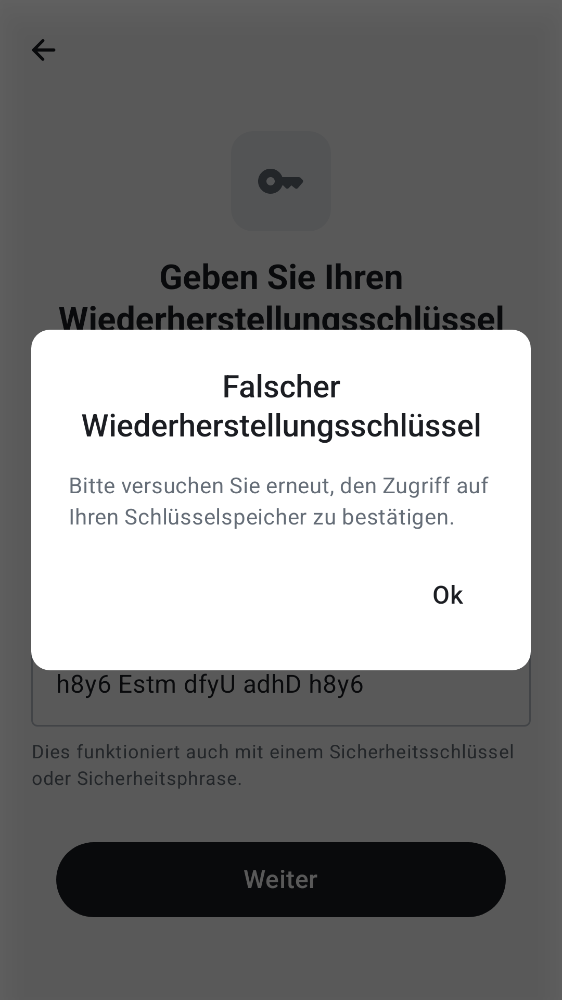 Geben Sie Ihren
Wiederherstellungsschlüssel
Falscher
Wiederherstellungsschlüssel
Bitte versuchen Sie erneut, den Zugriff auf
Ihren Schlüsselspeicher zu bestätigen.
Ok
h8y6 Estm dfyU adhD h8y6
Dies funktioniert auch mit einem Sicherheitsschlüssel
oder Sicherheitsphrase.
Weiter